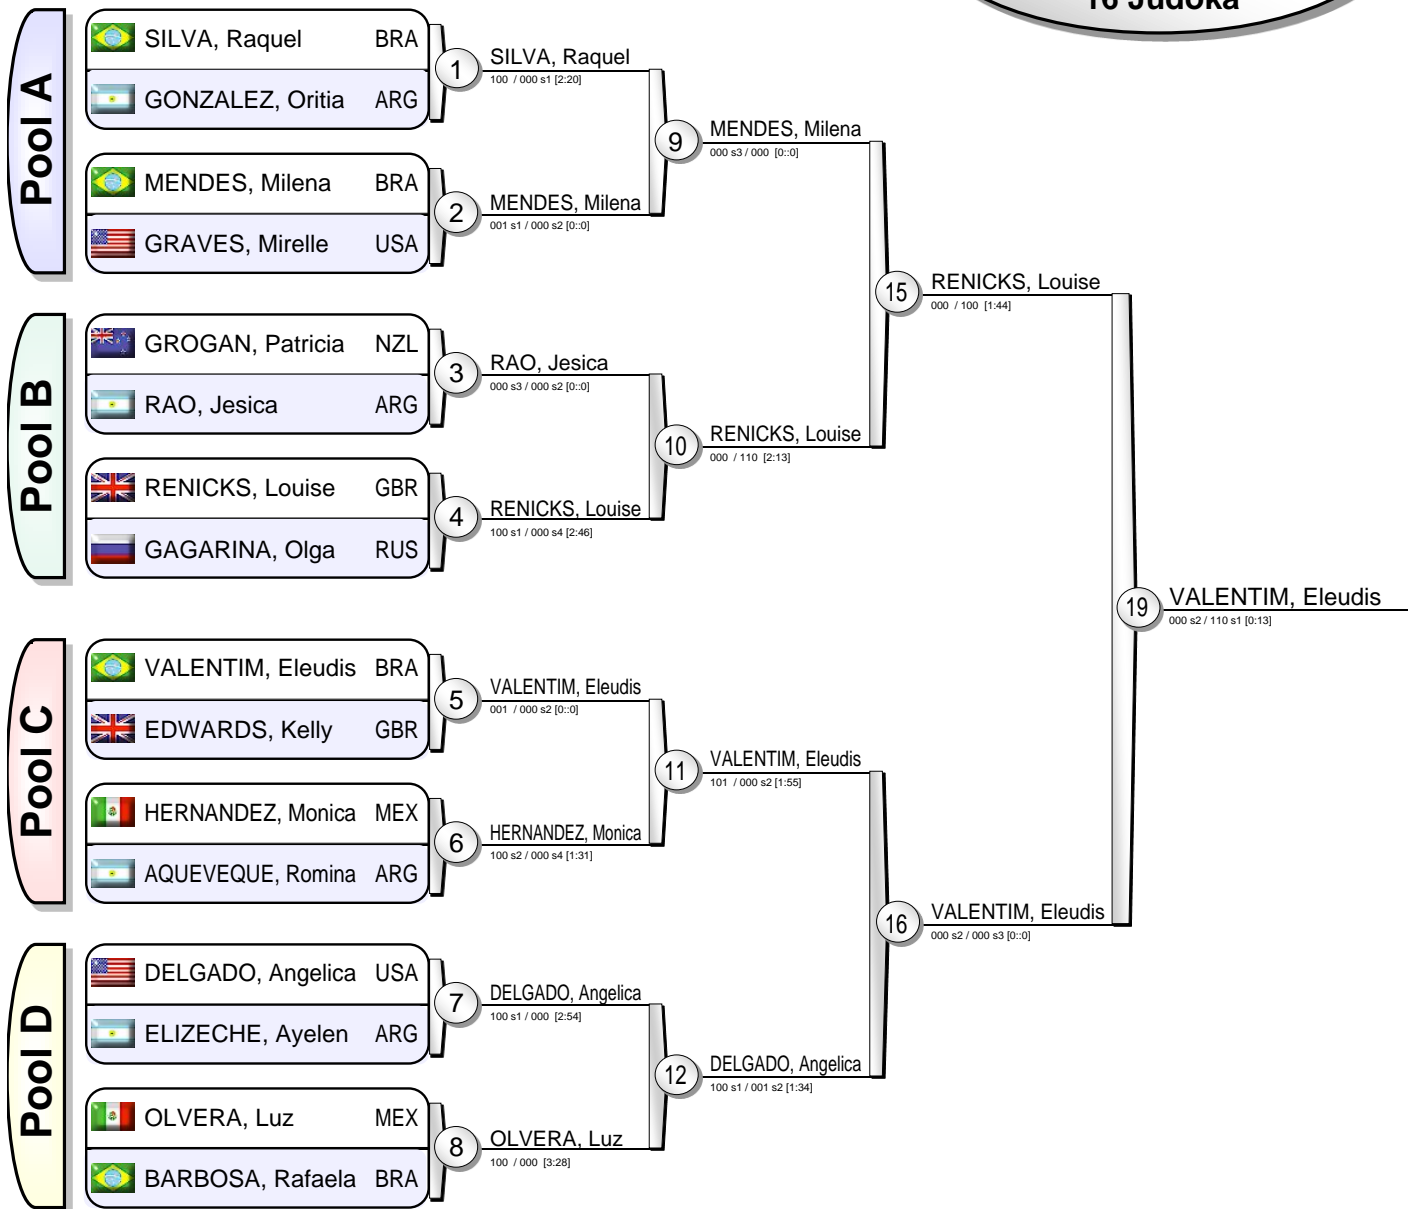 16 Judoka
Pool A
SILVA, Raquel BRA
GONZALEZ, Oritia ARG
MENDES, Milena BRA
GRAVES, Mirelle USA
Pool B
GROGAN, Patricia NZL
RAO, Jesica ARG
RENICKS, Louise GBR
GAGARINA, Olga RUS
Pool C
VALENTIM, Eleudis BRA
EDWARDS, Kelly GBR
HERNANDEZ, Monica MEX
AQUEVEQUE, Romina ARG
Pool D
DELGADO, Angelica USA
ELIZECHE, Ayelen ARG
OLVERA, Luz MEX
BARBOSA, Rafaela BRA
1 SILVA, Raquel
100 / 000 s1 [2:20]
2 MENDES, Milena
001 s1 / 000 s2 [0::0]
3 RAO, Jesica
000 s3 / 000 s2 [0::0]
4 RENICKS, Louise
100 s1 / 000 s4 [2:46]
5 VALENTIM, Eleudis
001 / 000 s2 [0::0]
6 HERNANDEZ, Monica
100 s2 / 000 s4 [1:31]
7 DELGADO, Angelica
100 s1 / 000 [2:54]
8 OLVERA, Luz
100 / 000 [3:28]
9 MENDES, Milena
000 s3 / 000 [0::0]
10 RENICKS, Louise
000 / 110 [2:13]
11 VALENTIM, Eleudis
101 / 000 s2 [1:55]
12 DELGADO, Angelica
100 s1 / 001 s2 [1:34]
15 RENICKS, Louise
000 / 100 [1:44]
16 VALENTIM, Eleudis
000 s2 / 000 s3 [0::0]
19 VALENTIM, Eleudis
000 s2 / 110 s1 [0:13]